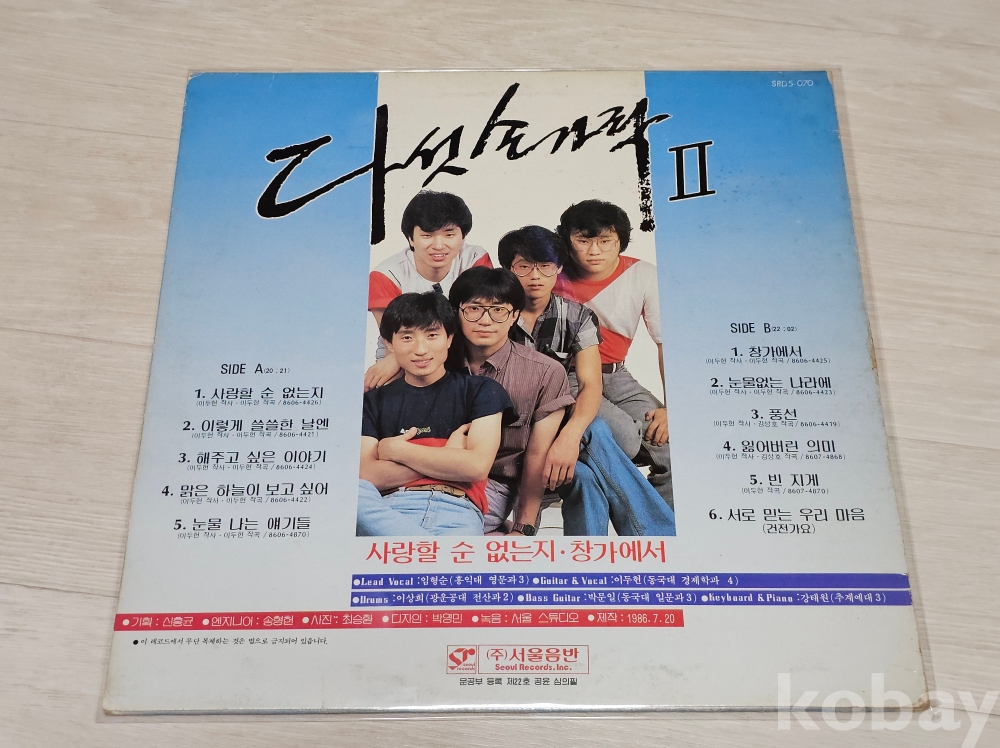 SRDS-070
다섯손가락 II
SIDE A(20:21)
1. 사랑할 순 없는지
(이두헌 작사·이두헌 작곡/8606-4426)
2. 이렇게 쓸쓸한 날엔
(이두헌 작사·이두헌 작곡/8606-4421)
3. 해주고 싶은 이야기
(이두헌 작사·이두헌 작곡/8606-4424)
4. 맑은 하늘이 보고 싶어
(이두헌 작사·이두헌 작곡/8606-4422)
5. 눈물 나는 얘기들
(이두헌 작사·이두헌 작곡/8606-4870)
SIDE B(22:02)
1. 창가에서
(이두헌 작사·이두헌 작곡/8606-4425)
2. 눈물없는 나라에
(이두헌 작사·이두헌 작곡/8606-4423)
3. 풍선
(이두헌 작사·김성호 작곡/8606-4419)
4. 잃어버린 의미
(이두헌 작사·김성호 작곡/8607-4868)
5. 빈 지게
(이두헌 작곡/8607-4870)
6. 서로 믿는 우리 마음
(건전가요)
사랑할 순 없는지·창가에서
●Lead Vocal:임형순(홍익대 영문과3) ●Guitar & Vocal:이두헌(동국대 경제학과 4)
●Drums:이상희(광운공대 전산과2) ●Bass Guitar:박문일(동국대 일문과3) ●Keyboard & Piano:강태원(추계예대3)
●기획:신홍균 ●엔지니어:송형헌 ●사진:최승환 ●디자인:박영민 ●녹음:서울 스튜디오 ●제작:1986.7.20
● 이 레코드에서 무단 복제하는 것은 법으로 금지되어 있읍니다.
sr
seoul records
(주)서울음반
Seoul Records. Inc.
문공부 등록 제22호 공윤 심의필
kobay